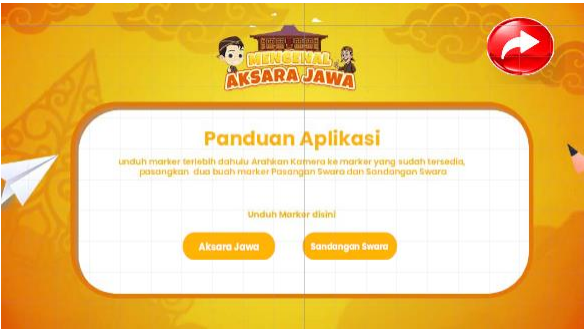 MENGENAL
AKSARA JAWA
Panduan Aplikasi
unduh marker terlebih dahulu Arahkan Kamera ke marker yang sudah tersedia,
pasangkan dua buah marker Pasangan Swara dan Sandangan Swara
Unduh Marker disini
Aksara Jawa
Sandangan Swara